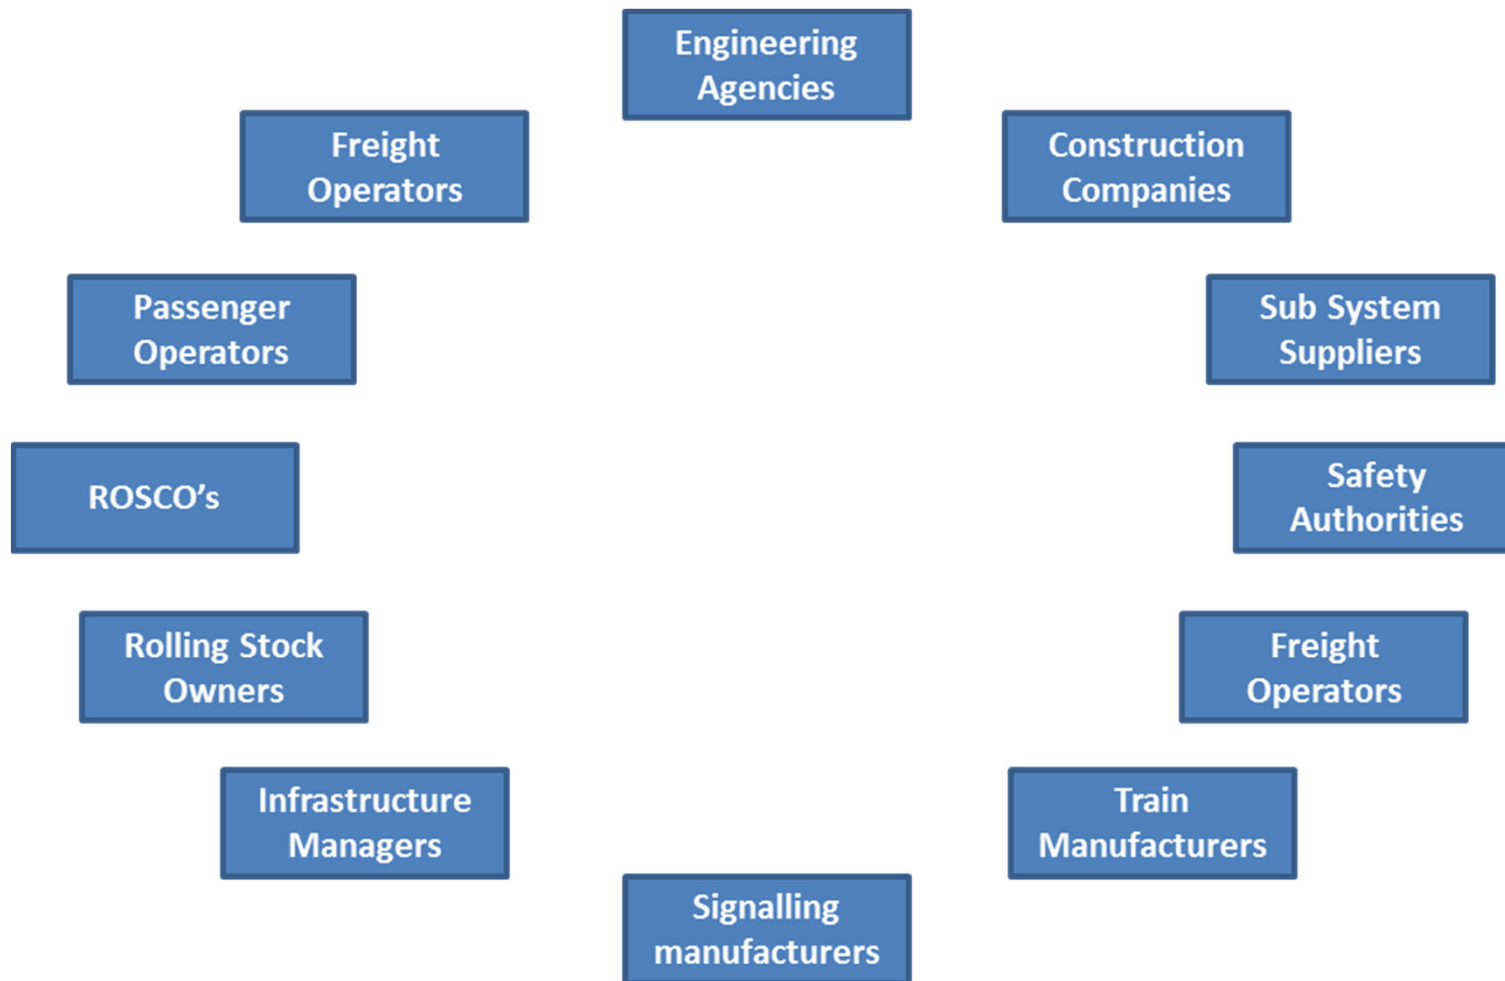 Engineering
Agencies
Freight
Operators
Construction
Companies
Passenger
Operators
Sub System
Suppliers
ROSCO’s
Safety
Authorities
Rolling Stock
Owners
Freight
Operators
Infrastructure
Managers
Train
Manufacturers
Signalling
manufacturers